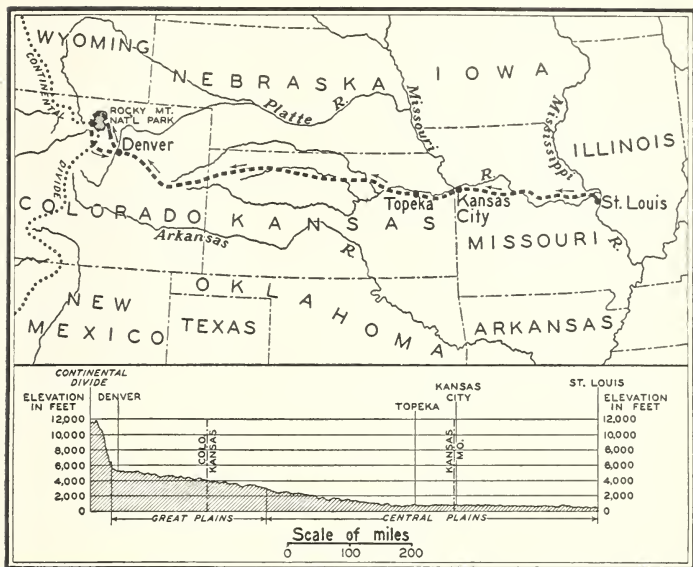 WYOMING
NEBRASKA
IOWA
ILLINOIS
CONTINENTAL
DIVIDE
ROCKY MT.
NAT'L PARK
Platte R.
Missouri R.
Mississippi R.
Denver
Topeka
Kansas
City
St. Louis
COLORADO
KANSAS
MISSOURI
Arkansas R.
OKLAHOMA
NEW
MEXICO
TEXAS
ARKANSAS
CONTINENTAL
DIVIDE
DENVER
TOPEKA
KANSAS
CITY
ST. LOUIS
ELEVATION
IN FEET
12,000
10,000
8,000
6,000
4,000
2,000
0
COLO.
KANSAS
KANSAS
MO.
ELEVATION
IN FEET
12,000
10,000
8,000
6,000
4,000
2,000
0
GREAT PLAINS
CENTRAL PLAINS
Scale of miles
0 100 200